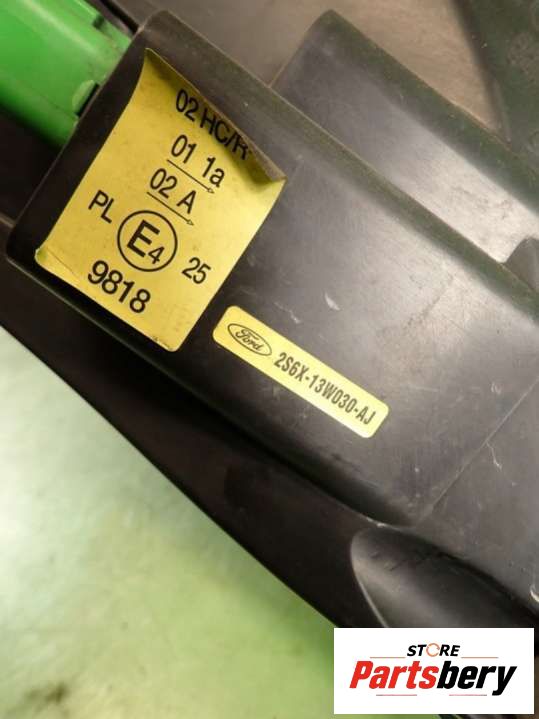 02 HC/R
01 1a
02 A
PL E4 25
9818
Ford 2S6X-13W030-AJ
STORE
Partsbery